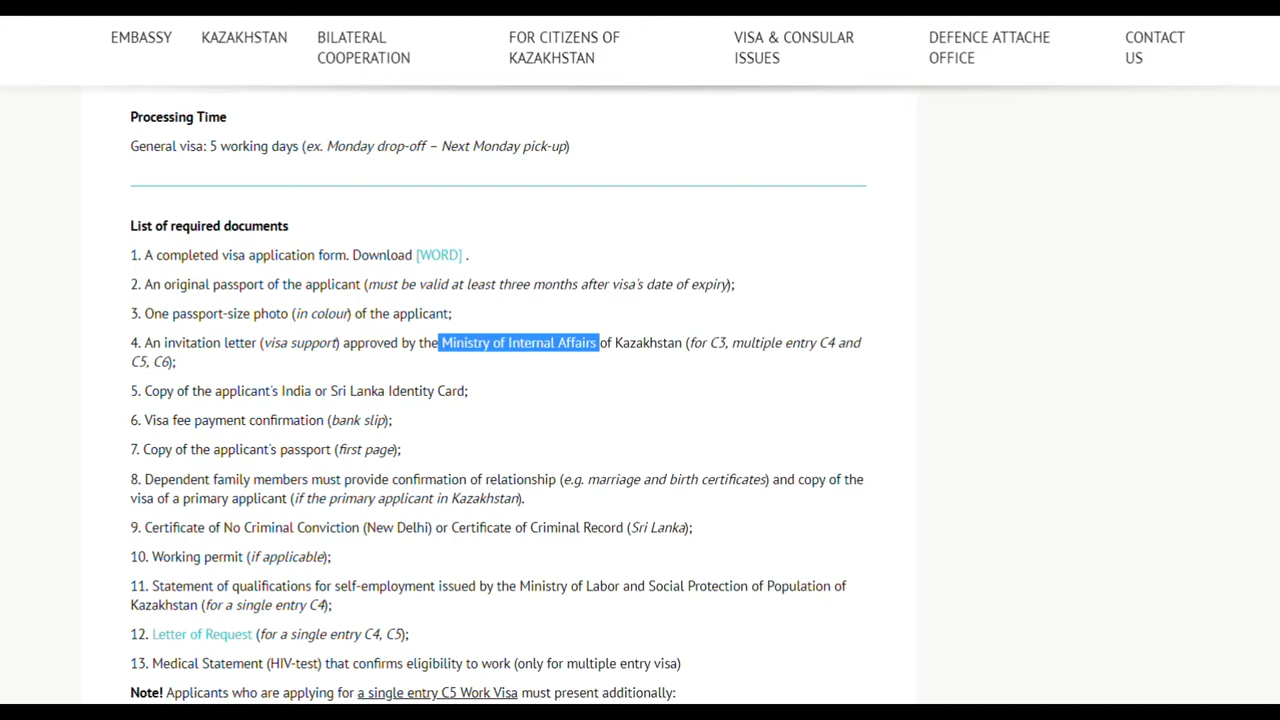 EMBASSY KAZAKHSTAN BILATERAL COOPERATION FOR CITIZENS OF KAZAKHSTAN VISA & CONSULAR ISSUES DEFENCE ATTACHE OFFICE CONTACT US
Processing Time
General visa: 5 working days (ex. Monday drop-off – Next Monday pick-up)
List of required documents
1. A completed visa application form. Download [WORD] .
2. An original passport of the applicant (must be valid at least three months after visa's date of expiry);
3. One passport-size photo (in colour) of the applicant;
4. An invitation letter (visa support) approved by the Ministry of Internal Affairs of Kazakhstan (for C3, multiple entry C4 and
C5, C6);
5. Copy of the applicant's India or Sri Lanka Identity Card;
6. Visa fee payment confirmation (bank slip);
7. Copy of the applicant's passport (first page);
8. Dependent family members must provide confirmation of relationship (e.g. marriage and birth certificates) and copy of the
visa of a primary applicant (if the primary applicant in Kazakhstan).
9. Certificate of No Criminal Conviction (New Delhi) or Certificate of Criminal Record (Sri Lanka);
10. Working permit (if applicable);
11. Statement of qualifications for self-employment issued by the Ministry of Labor and Social Protection of Population of
Kazakhstan (for a single entry C4);
12. Letter of Request (for a single entry C4, C5);
13. Medical Statement (HIV-test) that confirms eligibility to work (only for multiple entry visa)
Note! Applicants who are applying for a single entry C5 Work Visa must present additionally: